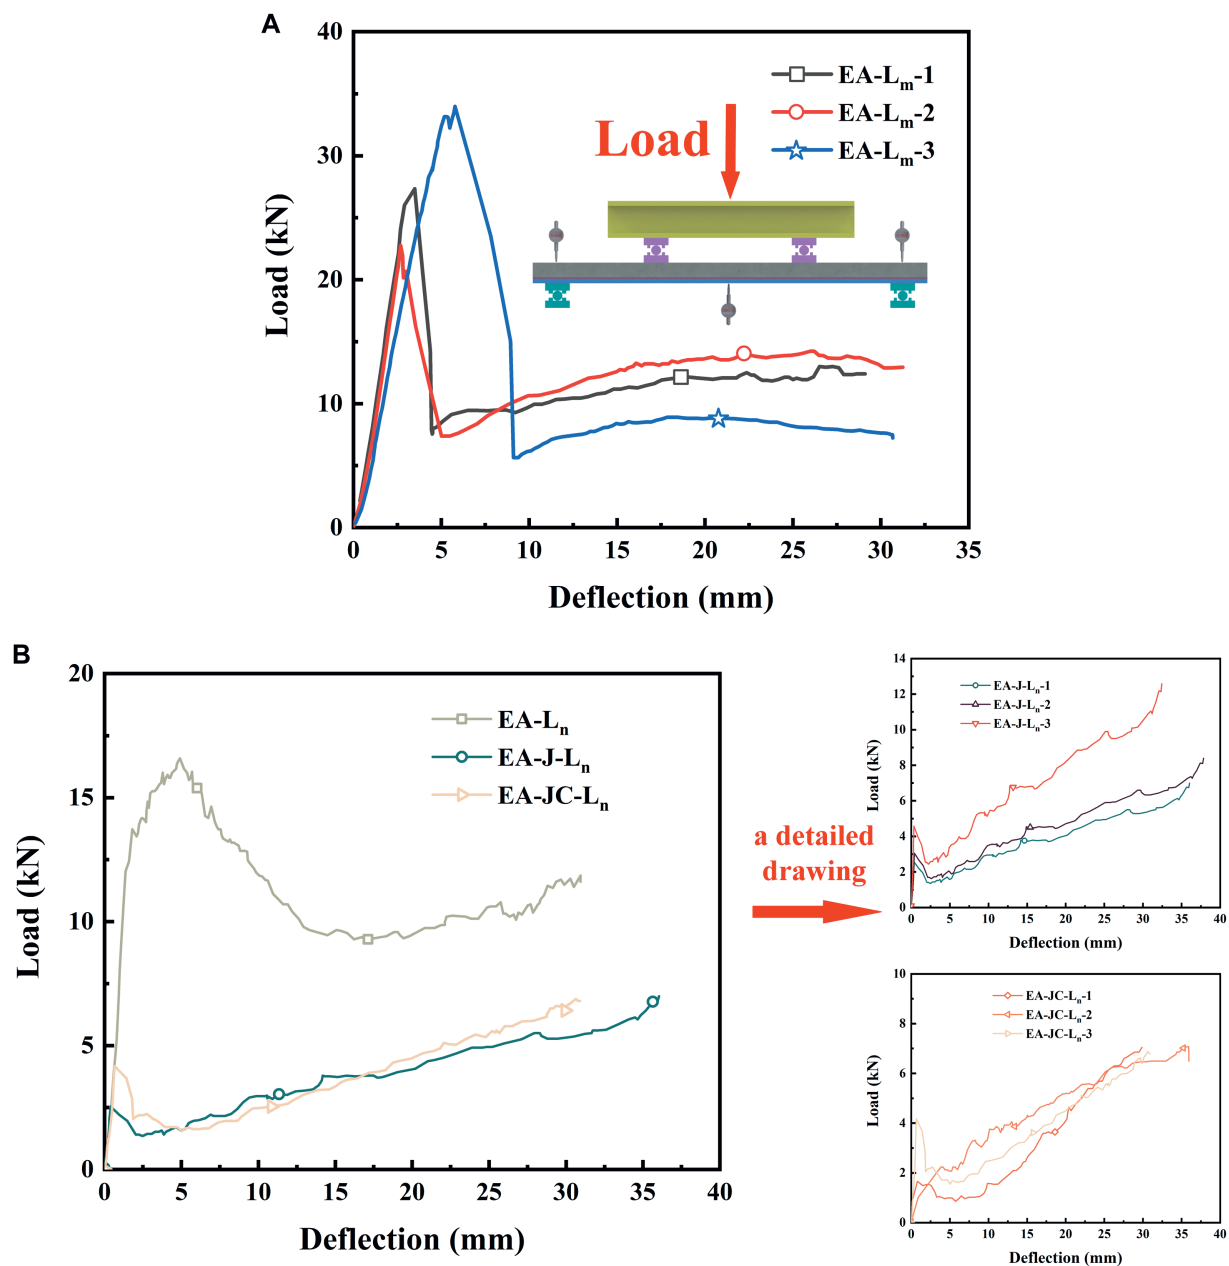 A
40
30
20
10
0
Load (kN)
EA-Lm-1
EA-Lm-2
EA-Lm-3
Load
0 5 10 15 20 25 30 35
Deflection (mm)
B
20
15
10
5
0
Load (kN)
EA-Ln
EA-J-Ln
EA-JC-Ln
0 5 10 15 20 25 30 35 40
Deflection (mm)
a detailed
drawing
14
12
10
8
6
4
2
0
Load (kN)
EA-J-Ln-1
EA-J-Ln-2
EA-J-Ln-3
0 5 10 15 20 25 30 35 40
Deflection (mm)
10
8
6
4
2
0
Load (kN)
EA-JC-Ln-1
EA-JC-Ln-2
EA-JC-Ln-3
0 5 10 15 20 25 30 35 40
Deflection (mm)